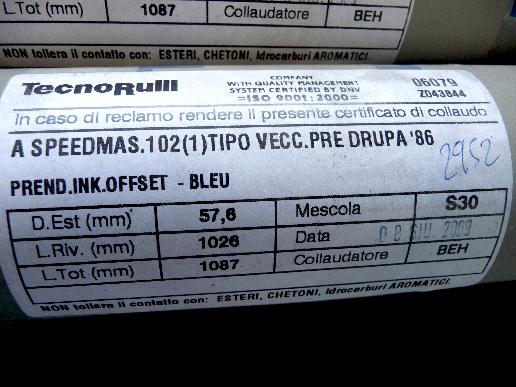 L.Tot (mm) 1087 Collaudatore BEH
NON tollera il contatto con: ESTERI, CHETONI, Idrocarburi AROMATICI.
TecnoRulli
COMPANY
WITH QUALITY MANAGEMENT
SYSTEM CERTIFIED BY DNV
=ISO 9001:2000=
06079
Z043844
In caso di reclamo rendere il presente certificato di collaudo
A SPEEDMAS.102(1)TIPO VECC.PRE DRUPA '86
2952
PREND.INK.OFFSET - BLEU
D.Est (mm) 57,6 Mescola S30
L.Riv. (mm) 1026 Data 08 GIU. 2009
L.Tot (mm) 1087 Collaudatore BEH
NON tollera il contatto con: ESTERI, CHETONI, Idrocarburi AROMATICI.